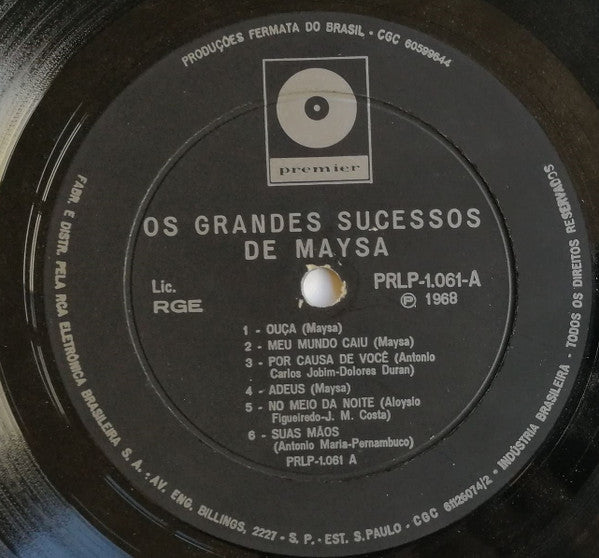 PRODUÇÕES FERMATA DO BRASIL - CGC 60599644
premier
OS GRANDES SUCESSOS
DE MAYSA
Lic.
RGE
PRLP-1.061-A
Ⓟ 1968
1 - OUÇA (Maysa)
2 - MEU MUNDO CAIU (Maysa)
3 - POR CAUSA DE VOCÊ (Antonio
Carlos Jobim-Dolores Duran)
4 - ADEUS (Maysa)
5 - NO MEIO DA NOITE (Aloysio
Figueiredo-J. M. Costa)
6 - SUAS MÃOS
(Antonio Maria-Pernambuco)
PRLP-1.061 A
FABR. E DISTR. PELA RCA ELETRÔNICA BRASILEIRA S. A. - AV. ENG. BILLINGS, 2227 - S. P. - EST. S. PAULO - CGC 61126074/2 - INDÚSTRIA BRASILEIRA - TODOS OS DIREITOS RESERVADOS